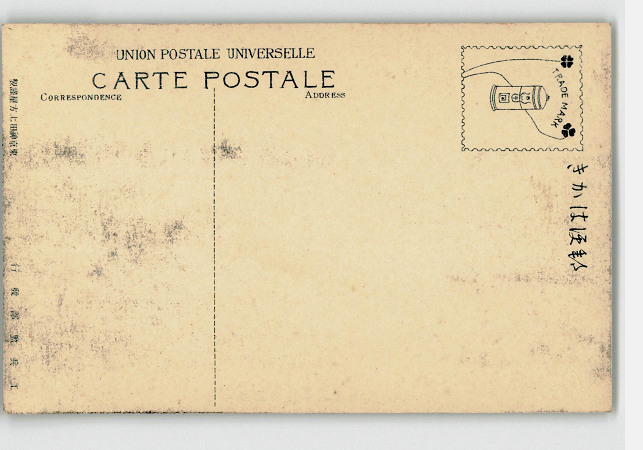 UNION POSTALE UNIVERSELLE
CARTE POSTALE
CORRESPONDENCE
ADDRESS
TRADE MARK
きかは便郵